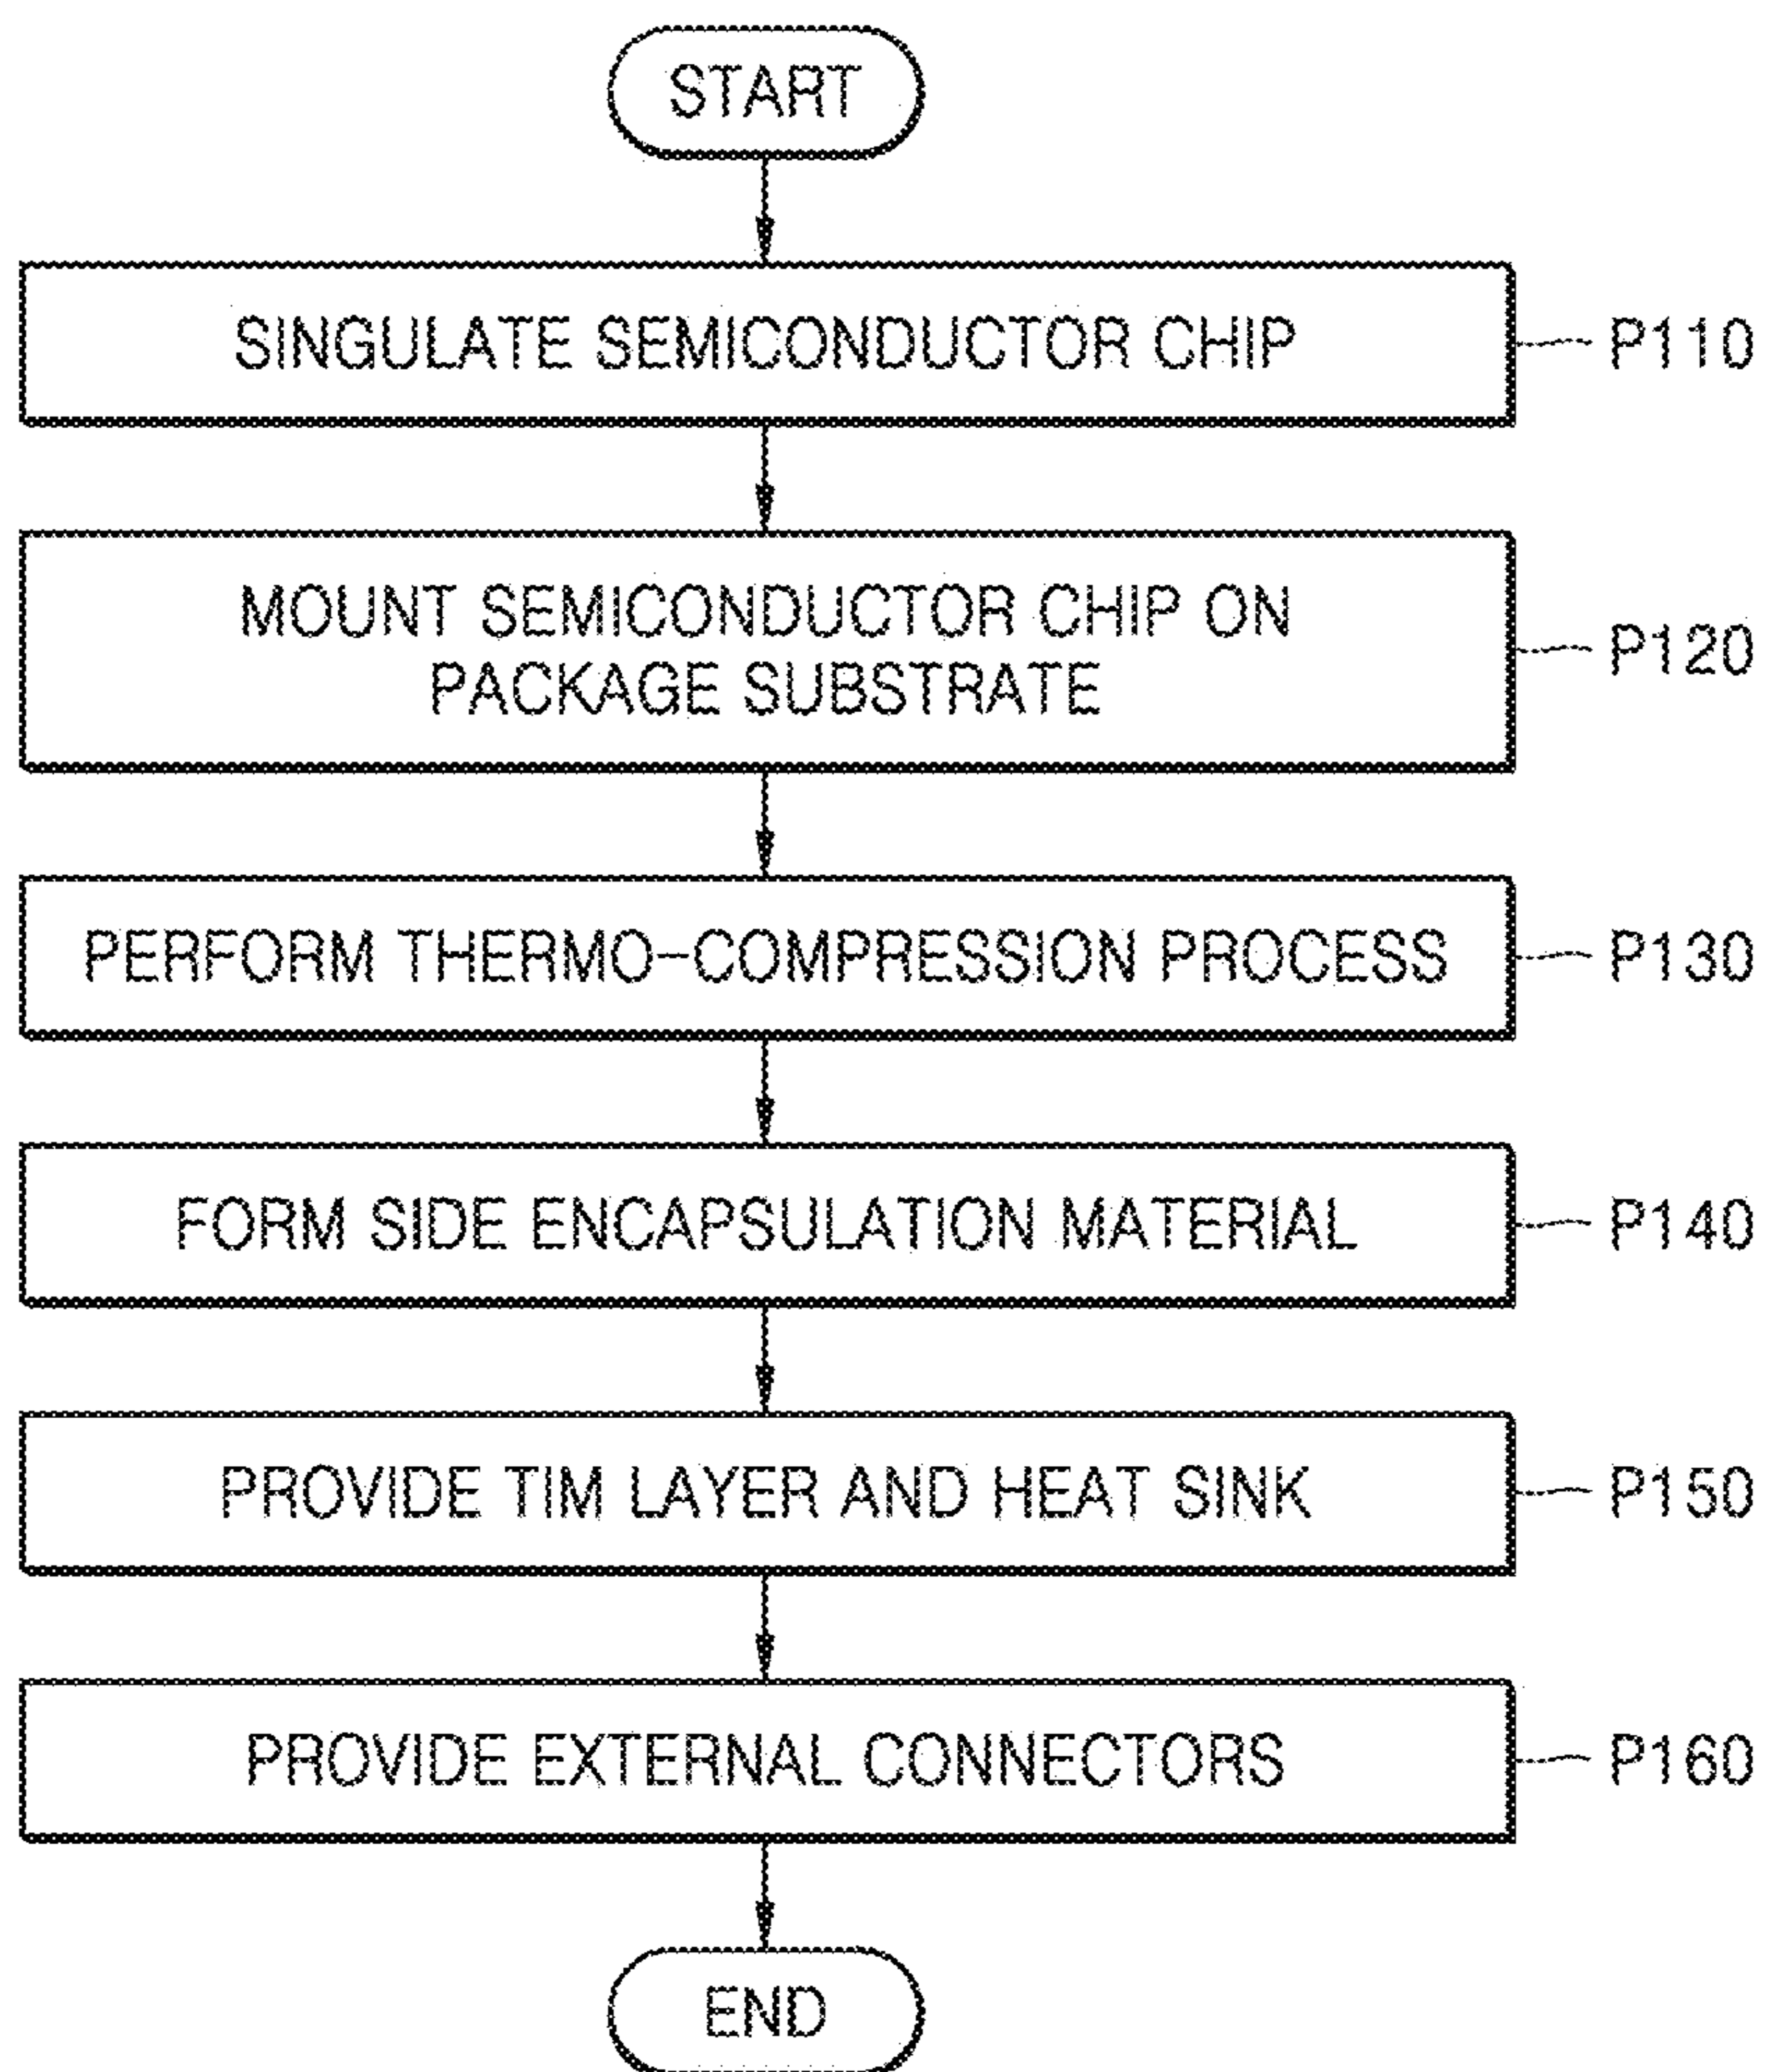 START
SINGULATE SEMICONDUCTOR CHIP
P110
MOUNT SEMICONDUCTOR CHIP ON
PACKAGE SUBSTRATE
P120
PERFORM THERMO-COMPRESSION PROCESS
P130
FORM SIDE ENCAPSULATION MATERIAL
P140
PROVIDE TIM LAYER AND HEAT SINK
P150
PROVIDE EXTERNAL CONNECTORS
P160
END